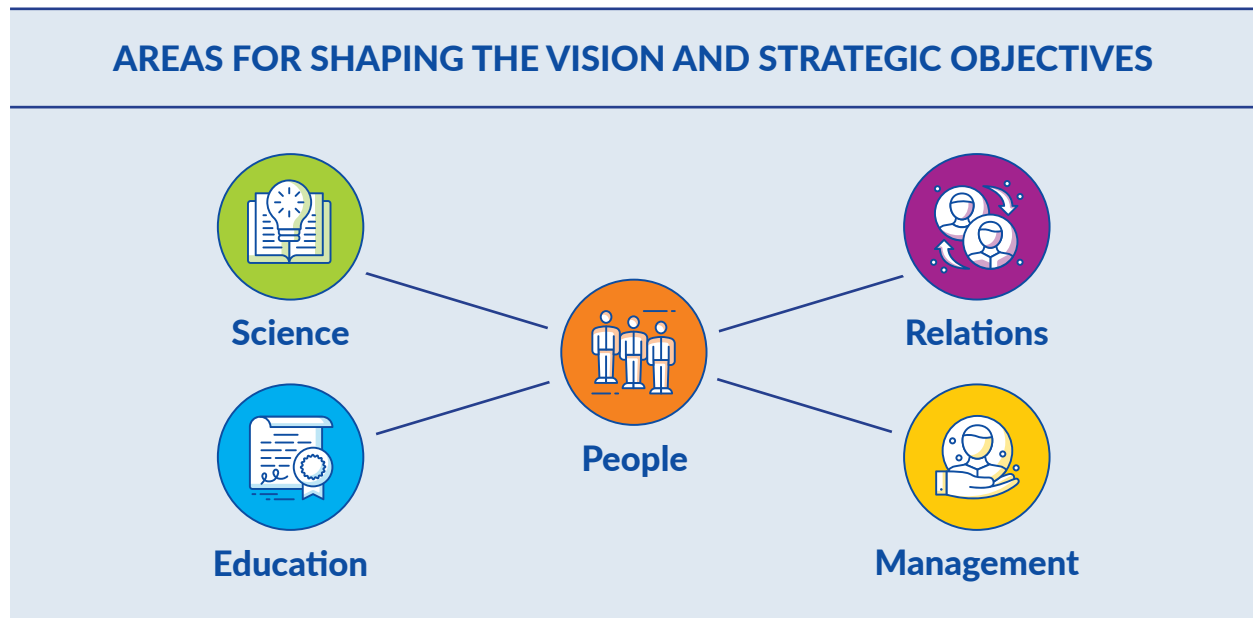 AREAS FOR SHAPING THE VISION AND STRATEGIC OBJECTIVES
Science
Relations
People
Education
Management